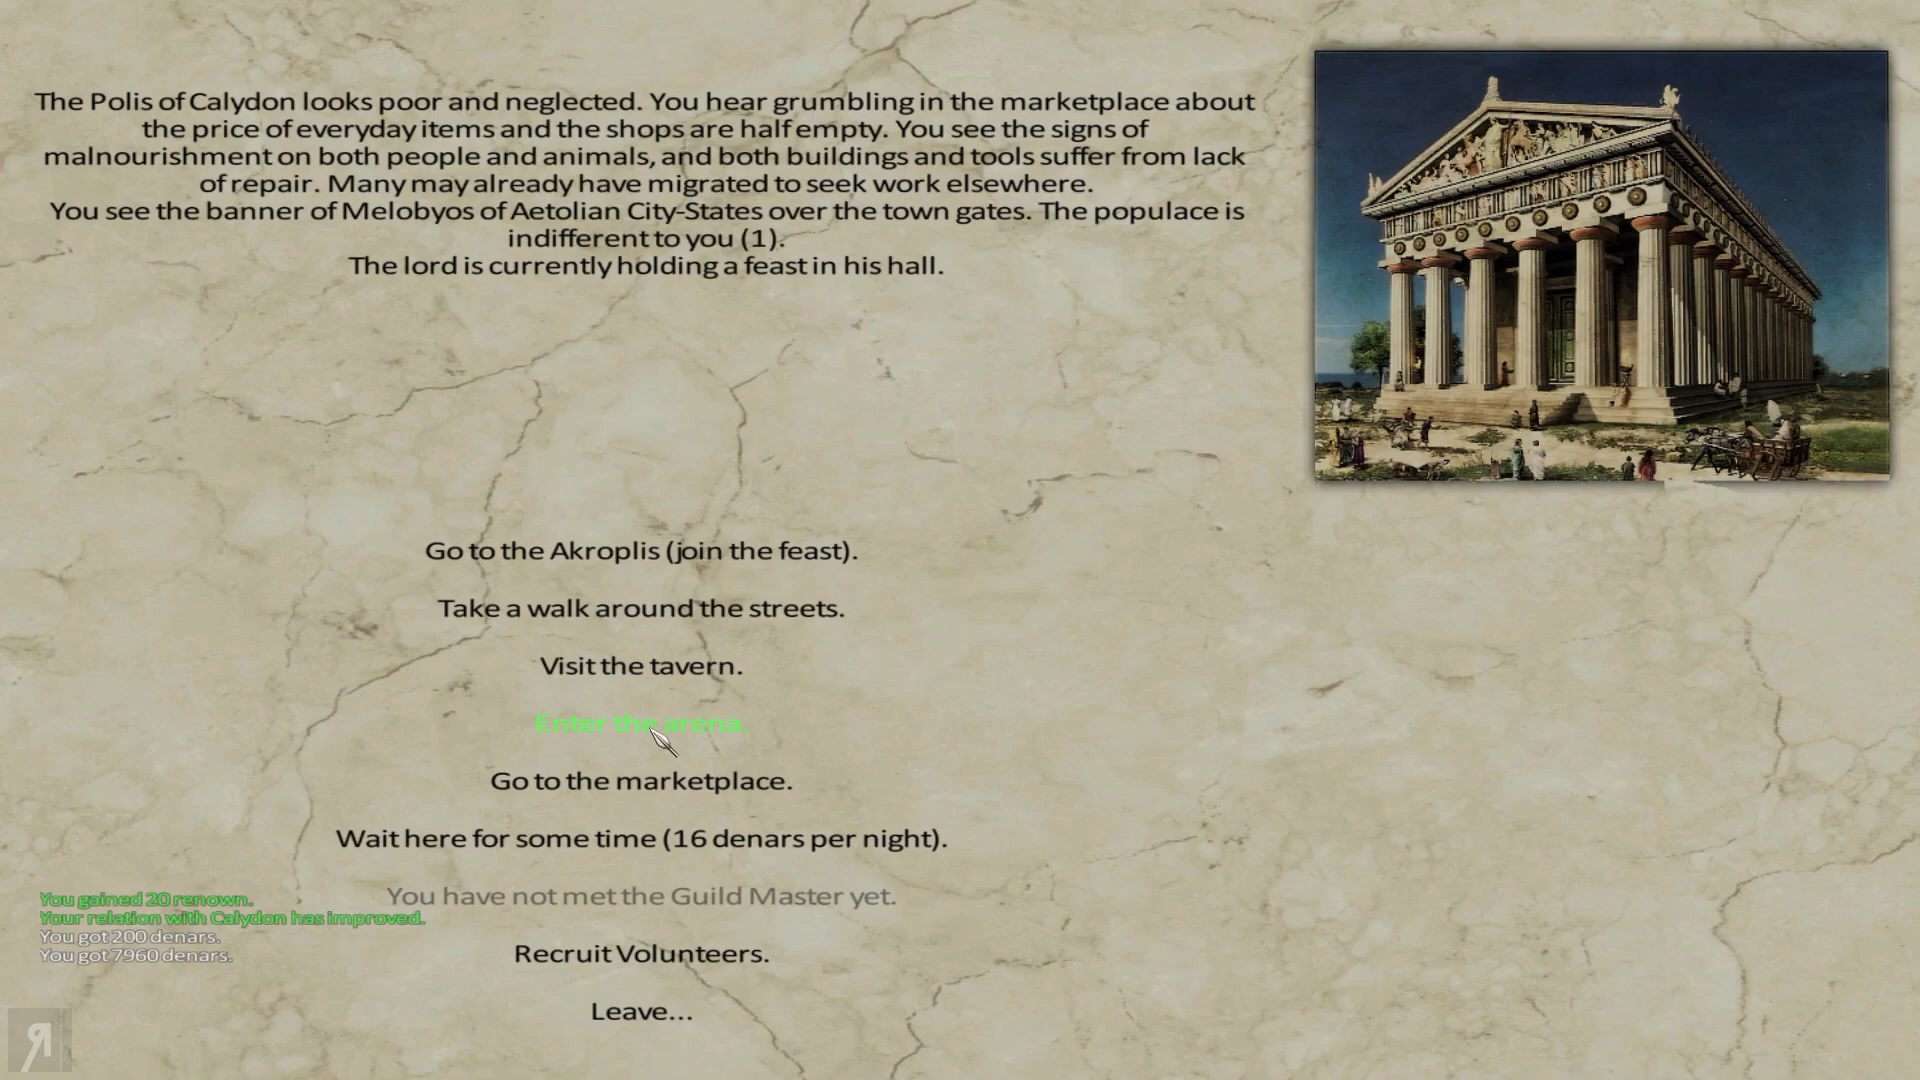 The Polis of Calydon looks poor and neglected. You hear grumbling in the marketplace about
the price of everyday items and the shops are half empty. You see the signs of
malnourishment on both people and animals, and both buildings and tools suffer from lack
of repair. Many may already have migrated to seek work elsewhere.
You see the banner of Melobyos of Aetolian City-States over the town gates. The populace is
indifferent to you (1).
The lord is currently holding a feast in his hall.
Go to the Akroplis (join the feast).
Take a walk around the streets.
Visit the tavern.
Enter the arena.
Go to the marketplace.
Wait here for some time (16 denars per night).
You have not met the Guild Master yet.
Recruit Volunteers.
Leave...
You gained 20 renown.
Your relation with Calydon has improved.
You got 200 denars.
You got 7960 denars.